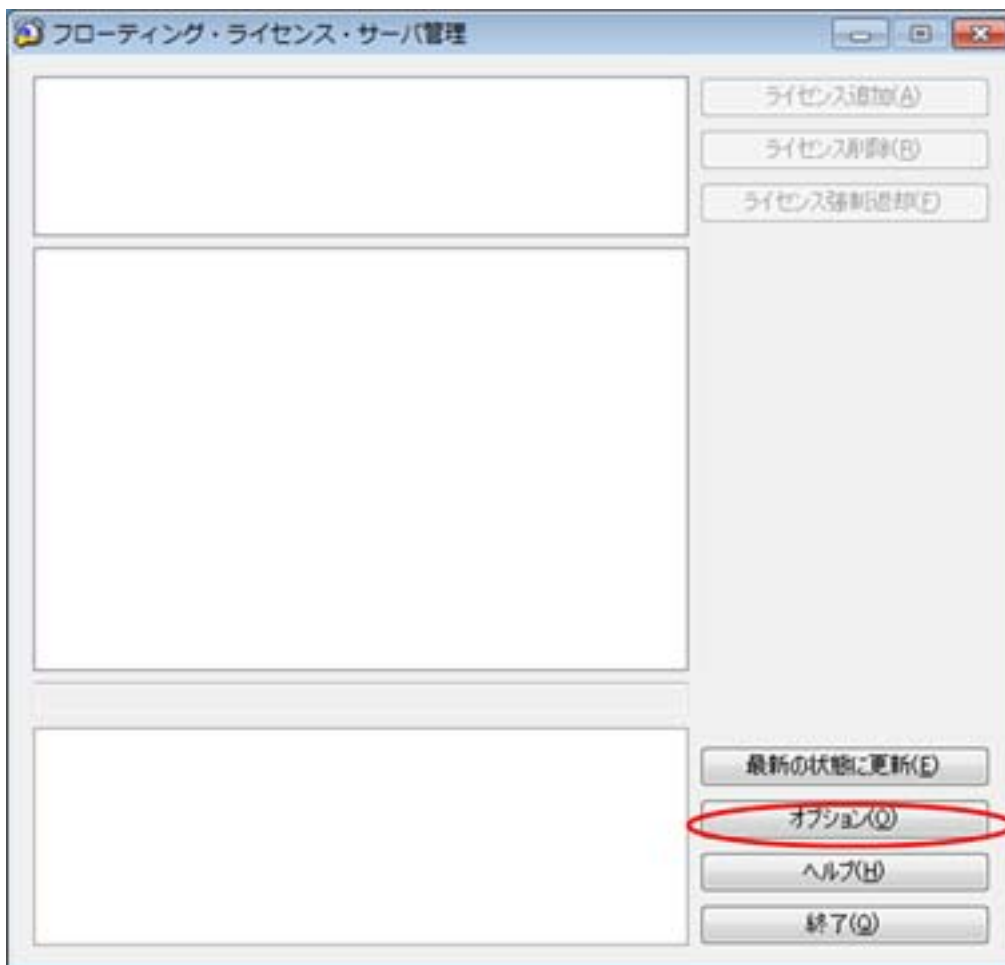 フローティング・ライセンス・サーバ管理
ライセンス追加(A)
ライセンス削除(R)
ライセンス強制返却(F)
最新の状態に更新(E)
オプション(O)
ヘルプ(H)
終了(Q)